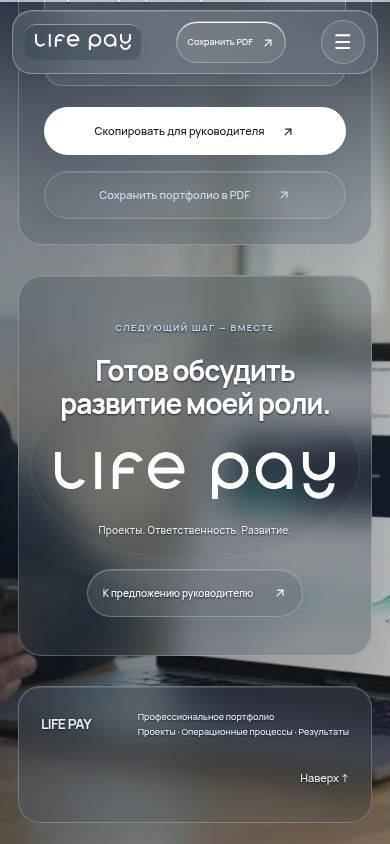 LIFE PAY
Сохранить PDF ↗
Скопировать для руководителя ↗
Сохранить портфолио в PDF ↗
СЛЕДУЮЩИЙ ШАГ — ВМЕСТЕ
Готов обсудить
развитие моей роли.
LIFE PAY
Проекты. Ответственность. Развитие.
К предложению руководителю ↗
LIFE PAY
Профессиональное портфолио
Проекты · Операционные процессы · Результаты
Наверх ↑